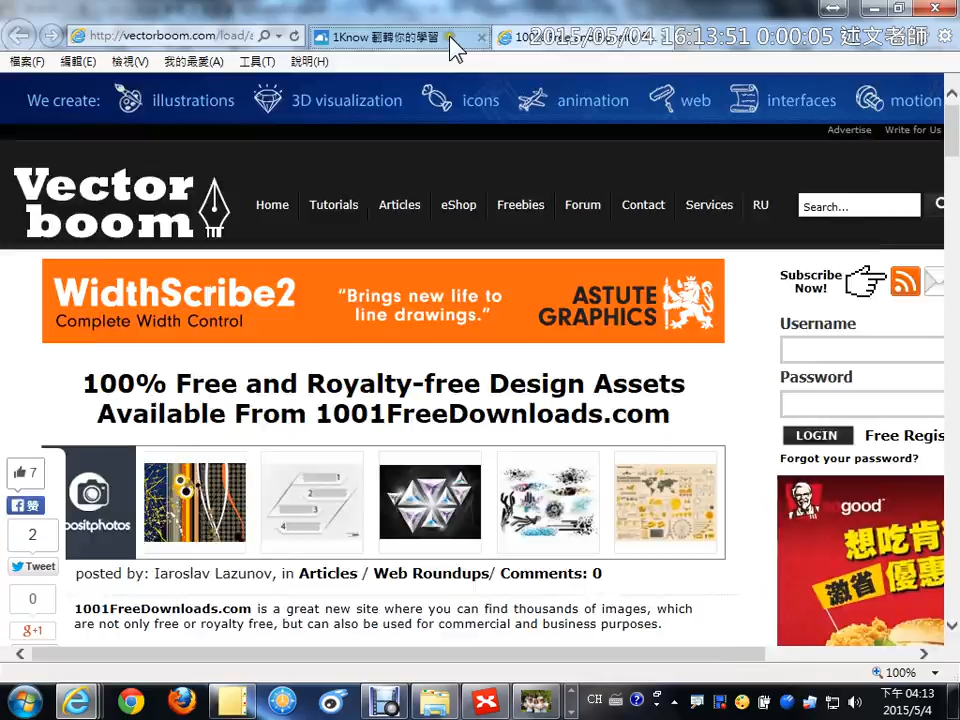 http://vectorboom.com/load/a
1Know 翻轉你的學習
2015/05/04 16:13:51 0:00:05 述文老師
檔案(F) 編輯(E) 檢視(V) 我的最愛(A) 工具(T) 說明(H)
We create: illustrations 3D visualization icons animation web interfaces motion
Advertise Write for Us
Vector
boom
Home Tutorials Articles eShop Freebies Forum Contact Services RU Search...
WidthScribe2
Complete Width Control
“Brings new life to
line drawings.”
ASTUTE
GRAPHICS
Subscribe
Now!
Username
Password
LOGIN Free Regis
Forgot your password?
100% Free and Royalty-free Design Assets
Available From 1001FreeDownloads.com
7
讚
2
Tweet
0
g+1
positphotos
1
2
3
4
posted by: Iaroslav Lazunov, in Articles / Web Roundups/ Comments: 0
1001FreeDownloads.com is a great new site where you can find thousands of images, which
are not only free or royalty free, but can also be used for commercial and business purposes.
good
想吃肯
激省
優惠
100%
CH
下午 04:13
2015/5/4